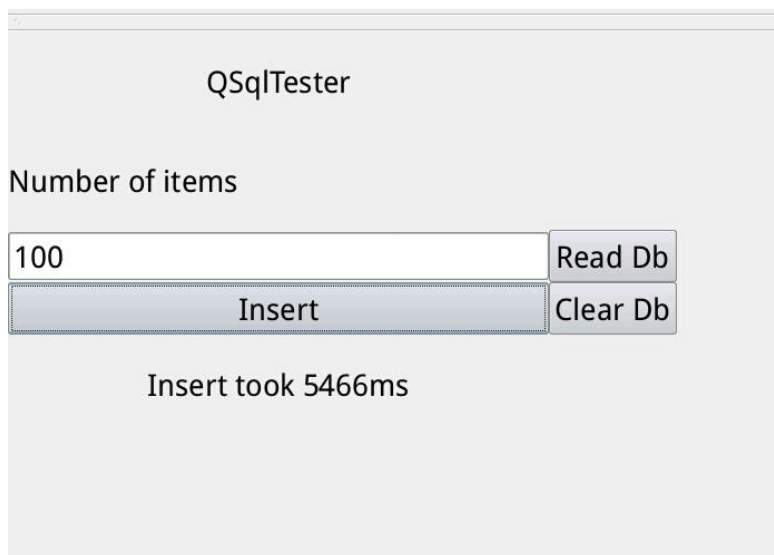 QSqlTester
Number of items
100
Read Db
Insert
Clear Db
Insert took 5466ms